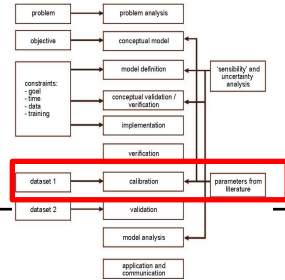 problem
problem analysis
objective
conceptual model
model definition
'sensibility' and
uncertainty
analysis
constraints:
- goal
- time
- data
- training
conceptual validation /
verification
implementation
verification
dataset 1
calibration
parameters from
literature
dataset 2
validation
model analysis
application and
communication